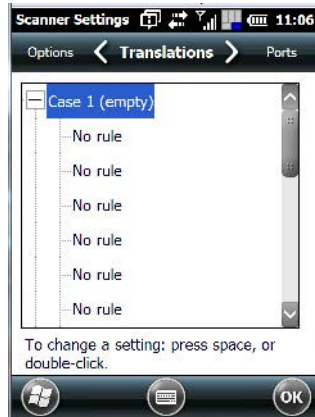 Scanner Settings 11:06
Options Translations Ports
Case 1 (empty)
No rule
No rule
No rule
No rule
No rule
No rule
To change a setting: press space, or
double-click.
OK